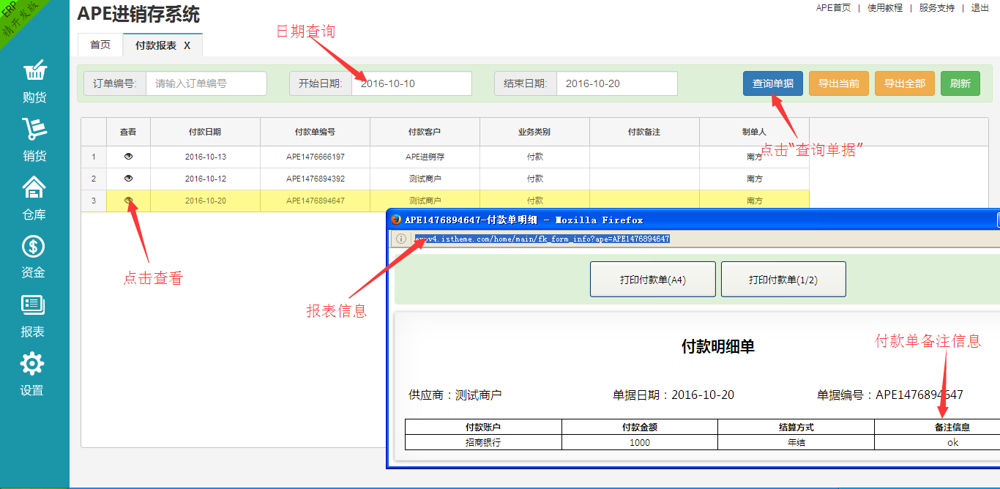 ERP
精开发版
APE进销存系统
APE首页 | 使用教程 | 服务支持 | 退出
首页 付款报表 X
日期查询
订单编号: 请输入订单编号 开始日期: 2016-10-10 结束日期: 2016-10-20 查询单据 导出当前 导出全部 刷新
购货
销货
仓库
资金
报表
设置
查看 付款日期 付款单编号 付款客户 业务类别 付款备注 制单人
点击“查询单据”
1 2016-10-13 APE1476666197 APE进销存 付款 南方
2 2016-10-12 APE1476894392 测试商户 付款 南方
3 2016-10-20 APE1476894647 测试商户 付款 南方
点击查看
报表信息
APE1476894647-付款单明细 - Mozilla Firefox
erpv4.istheme.com/home/main/fk_form_info?ape=APE1476894647
打印付款单(A4) 打印付款单(1/2)
付款单备注信息
付款明细单
供应商：测试商户 单据日期：2016-10-20 单据编号：APE1476894647
付款账户 付款金额 结算方式 备注信息
招商银行 1000 年结 ok